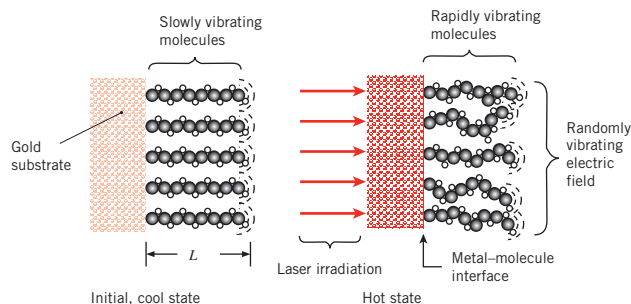 Slowly vibrating
molecules
Gold
substrate
L
Initial, cool state
Rapidly vibrating
molecules
Randomly
vibrating
electric
field
Laser irradiation
Metal–molecule
interface
Hot state